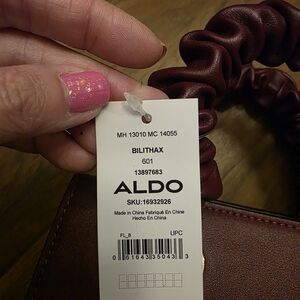 MH 13010 MC 14055
BILITHAX
601
13897683
ALDO
SKU:16932926
Made in China Fabriqué En Chine
Hecho En China
FL_8 UPC
0 61643 35043 3